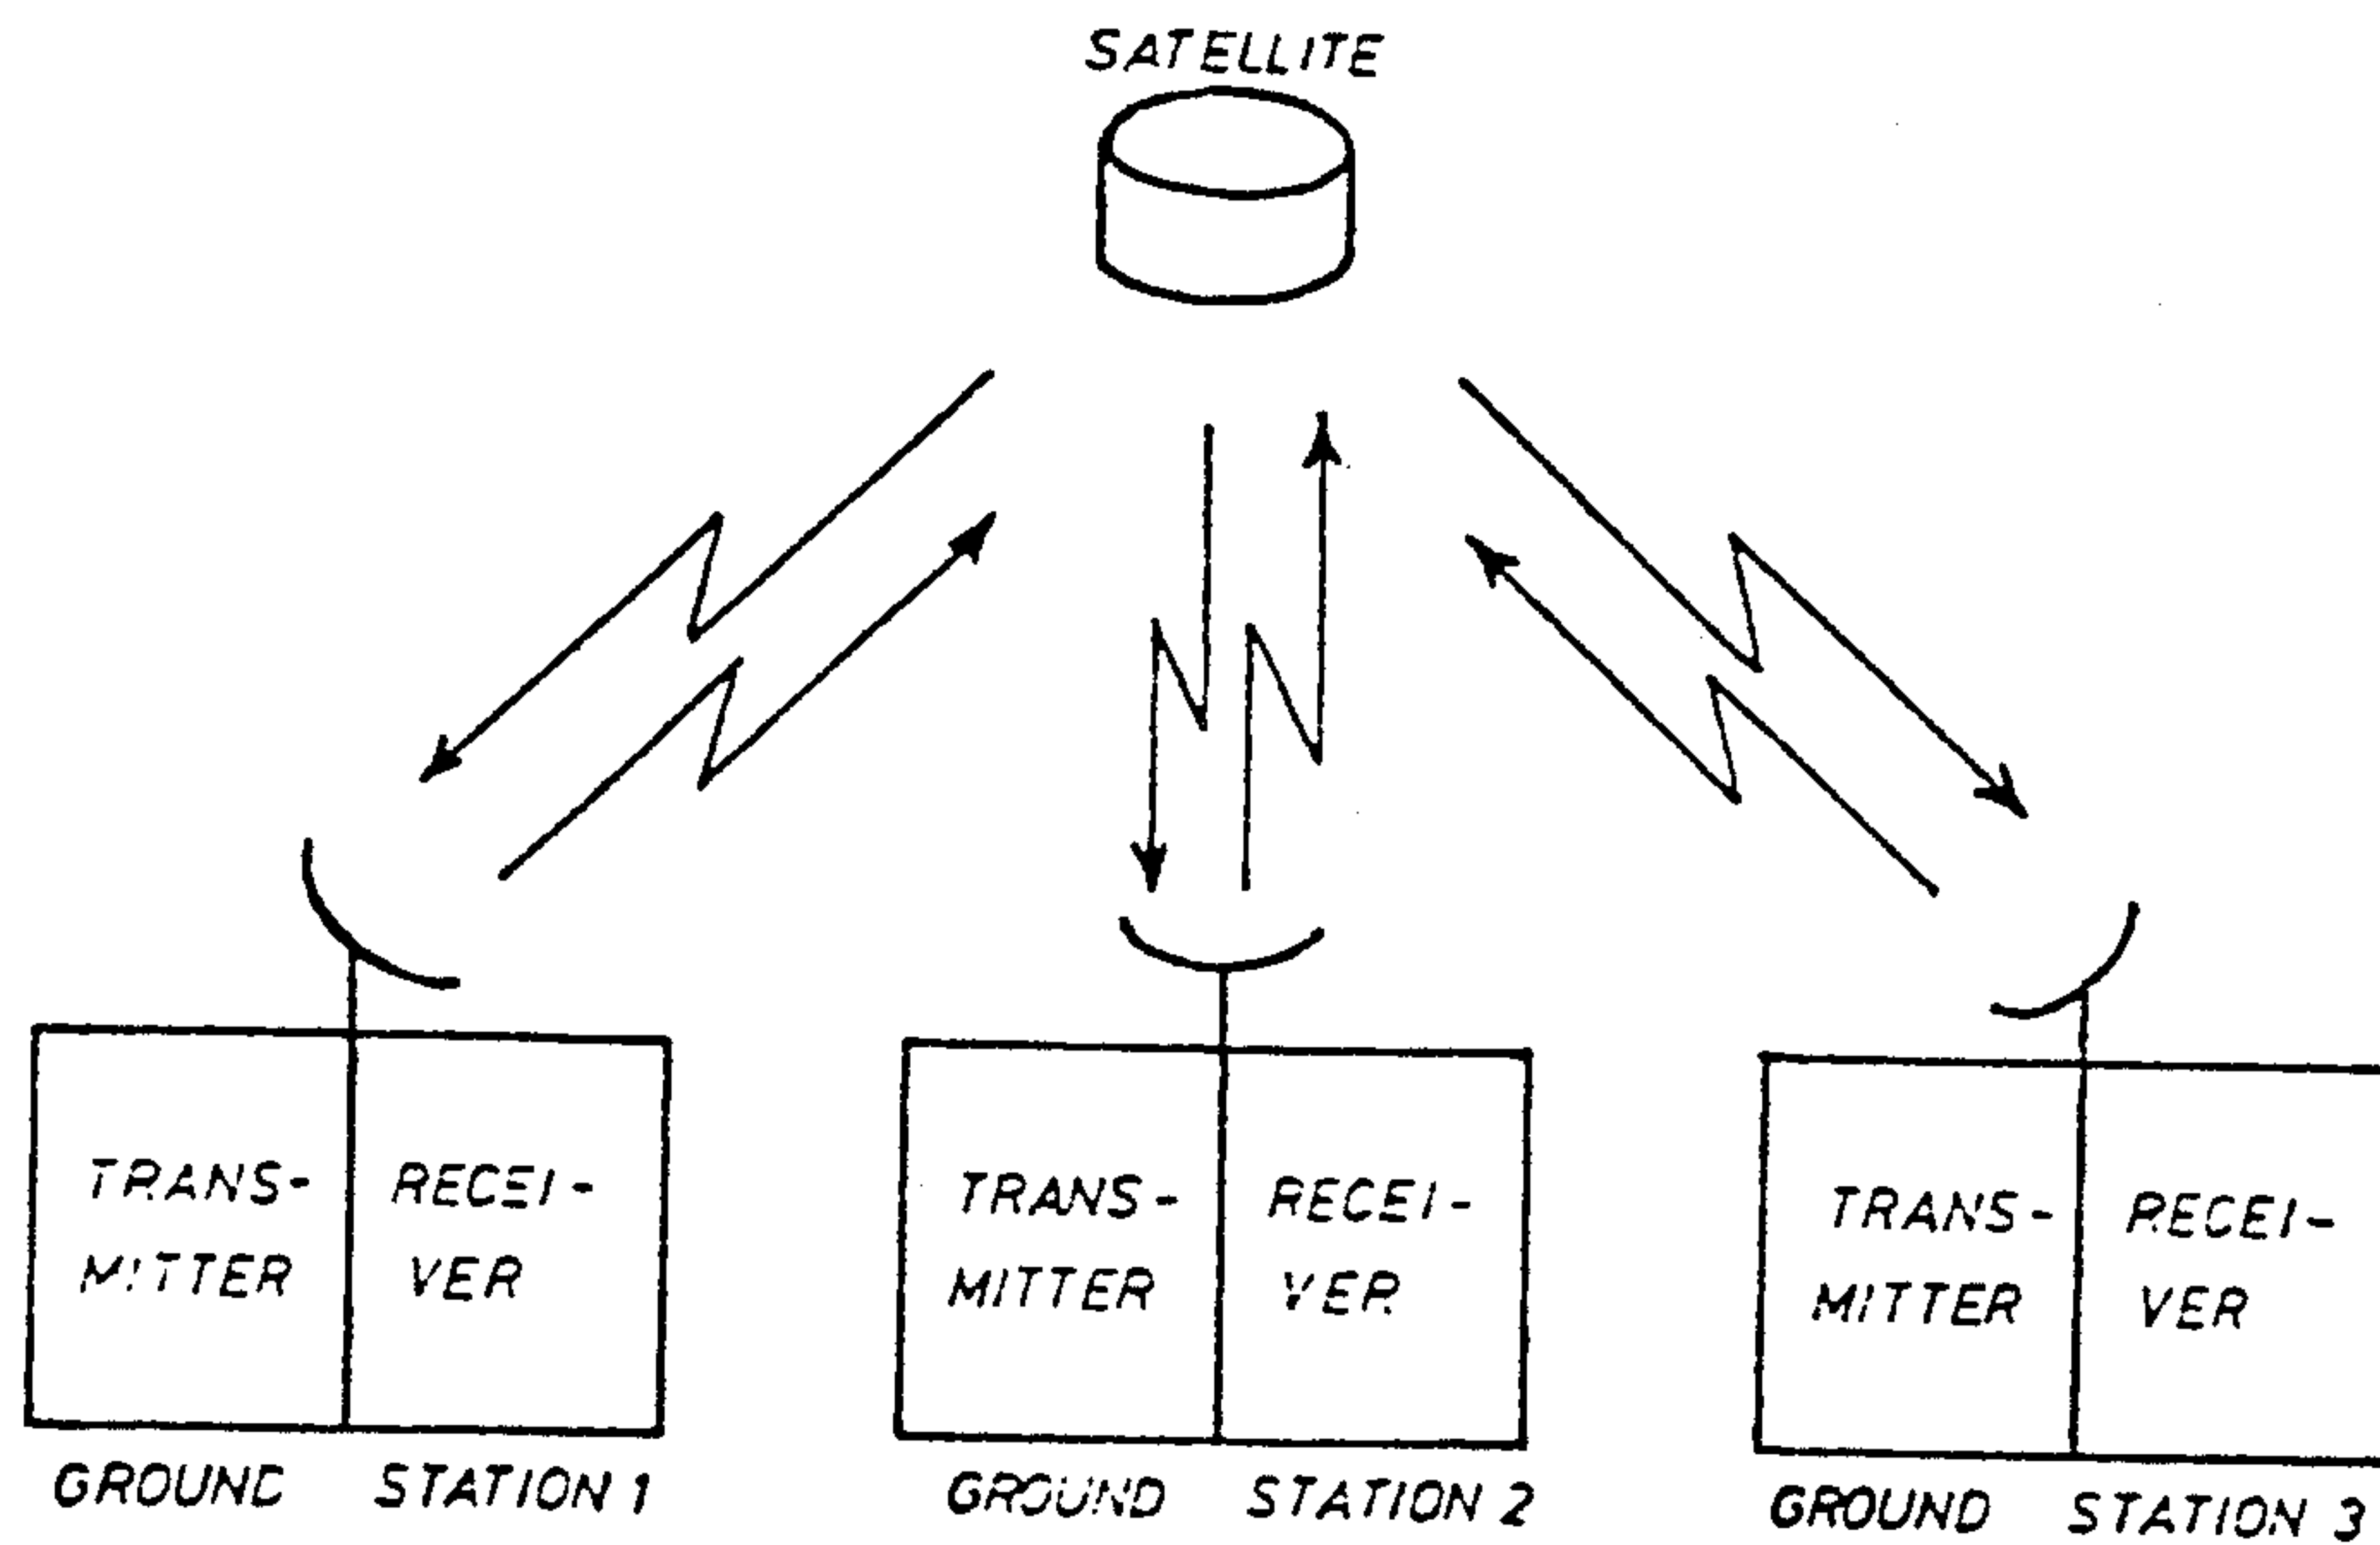 SATELLITE
TRANS-
MITTER
RECEI-
VER
GROUND STATION 1
TRANS-
MITTER
RECEI-
VER
GROUND STATION 2
TRANS-
MITTER
RECEI-
VER
GROUND STATION 3